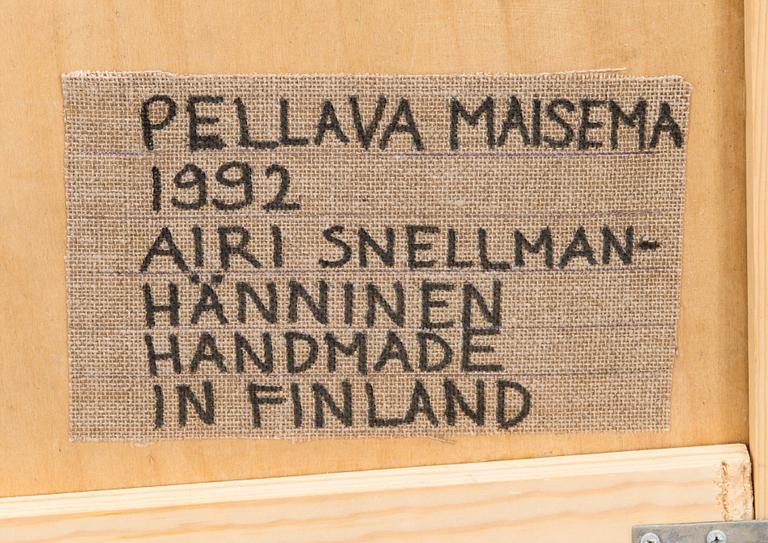 PELLAVA MAISEMA
1992
AIRI SNELLMAN-
HÄNNINEN
HANDMADE
IN FINLAND